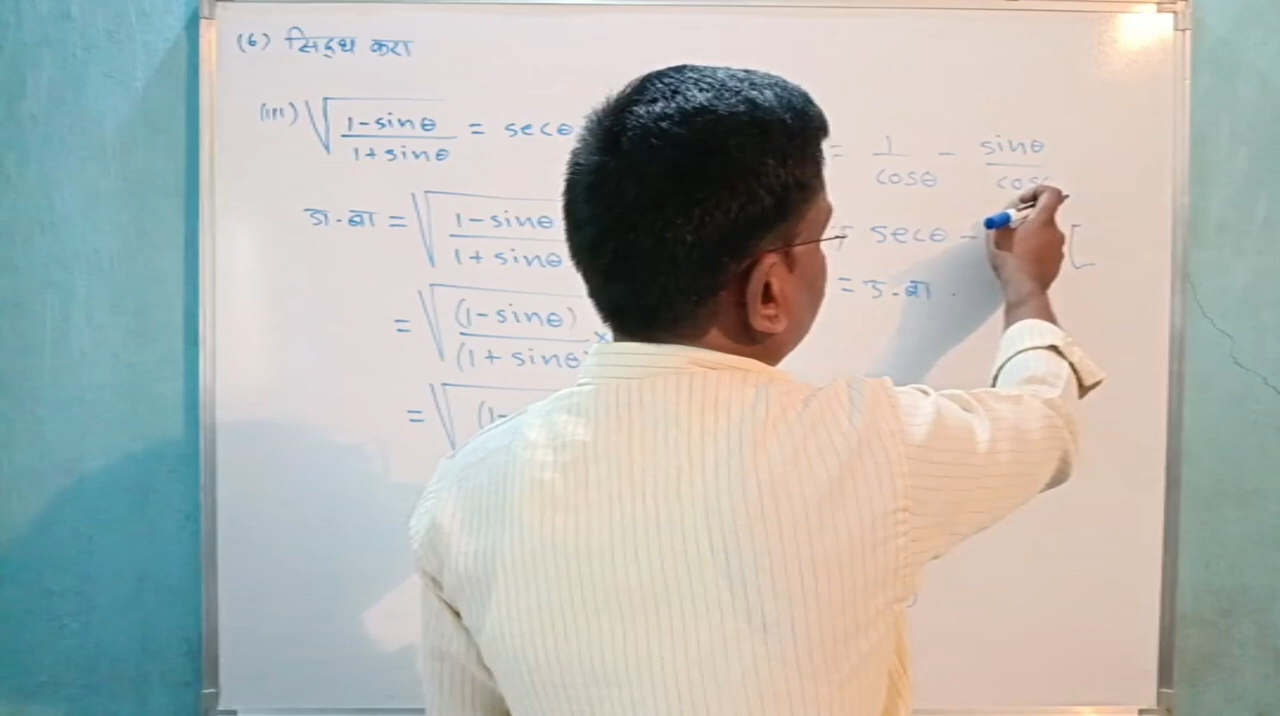 (6) सिद्ध करा
(iii) √(1-sinθ / 1+sinθ) = secθ
डा.बा = √(1-sinθ / 1+sinθ
= √((1-sinθ) / (1+sinθ ×
= √ (1-
= 1/cosθ - sinθ/cosθ
= secθ - [
= उ.बा.